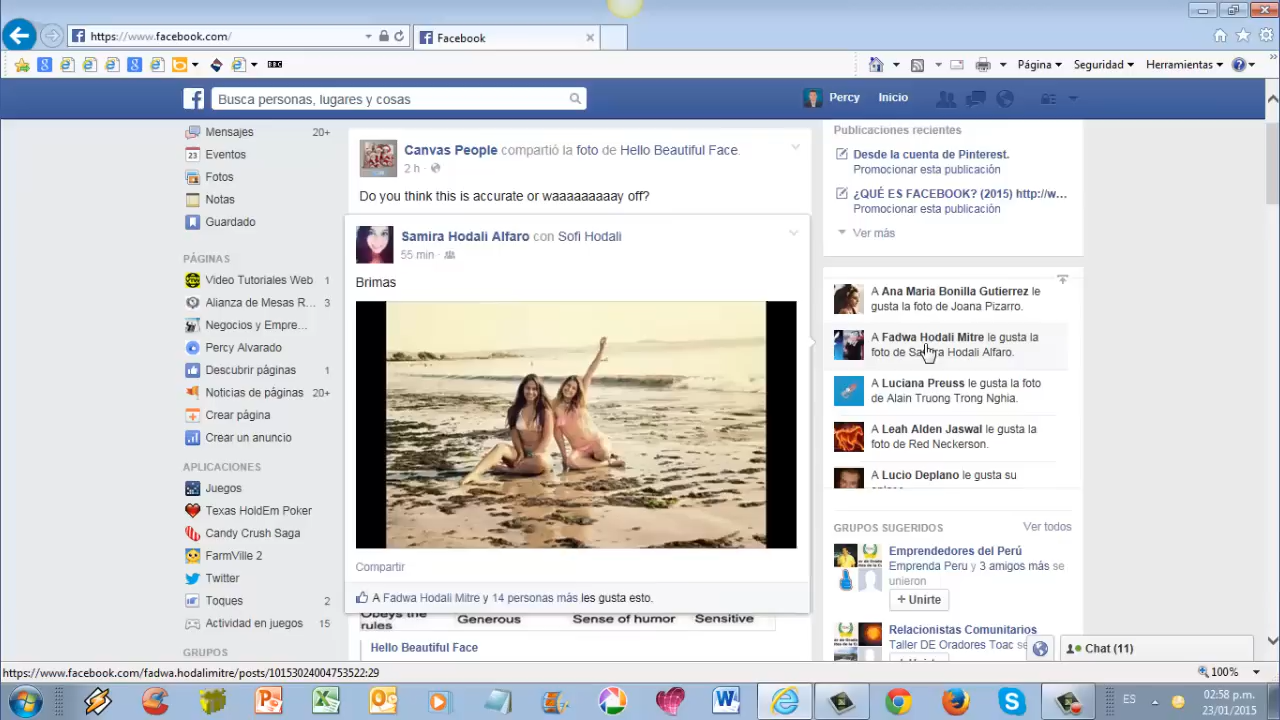 https://www.facebook.com/
Facebook
Página
Seguridad
Herramientas
Busca personas, lugares y cosas
Percy
Inicio
Mensajes 20+
Eventos
Fotos
Notas
Guardado
PÁGINAS
Video Tutoriales Web 1
Alianza de Mesas R... 3
Negocios y Empre...
Percy Alvarado
Descubrir páginas 1
Noticias de páginas 20+
Crear página
Crear un anuncio
APLICACIONES
Juegos
Texas HoldEm Poker
Candy Crush Saga
FarmVille 2
Twitter
Toques 2
Actividad en juegos 15
GRUPOS
Canvas People compartió la foto de Hello Beautiful Face.
2 h ·
Do you think this is accurate or waaaaaaaay off?
Samira Hodali Alfaro con Sofi Hodali
55 min ·
Brimas
Compartir
A Fadwa Hodali Mitre y 14 personas más les gusta esto.
Obeys the
rules
Generous
Sense of humor
Sensitive
Hello Beautiful Face
Publicaciones recientes
Desde la cuenta de Pinterest.
Promocionar esta publicación
¿QUÉ ES FACEBOOK? (2015) http://w...
Promocionar esta publicación
Ver más
A Ana Maria Bonilla Gutierrez le
gusta la foto de Joana Pizarro.
A Fadwa Hodali Mitre le gusta la
foto de Samira Hodali Alfaro.
A Luciana Preuss le gusta la foto
de Alain Truong Trong Nghia.
A Leah Alden Jaswal le gusta la
foto de Red Neckerson.
A Lucio Deplano le gusta su
GRUPOS SUGERIDOS
Ver todos
Emprendedores del Perú
Emprenda Peru y 3 amigos más se
unieron
+ Unirte
Relacionistas Comunitarios
Taller DE Oradores Toac se
Chat (11)
https://www.facebook.com/fadwa.hodalimitre/posts/10153024004753522:29
100%
ES
02:58 p.m.
23/01/2015